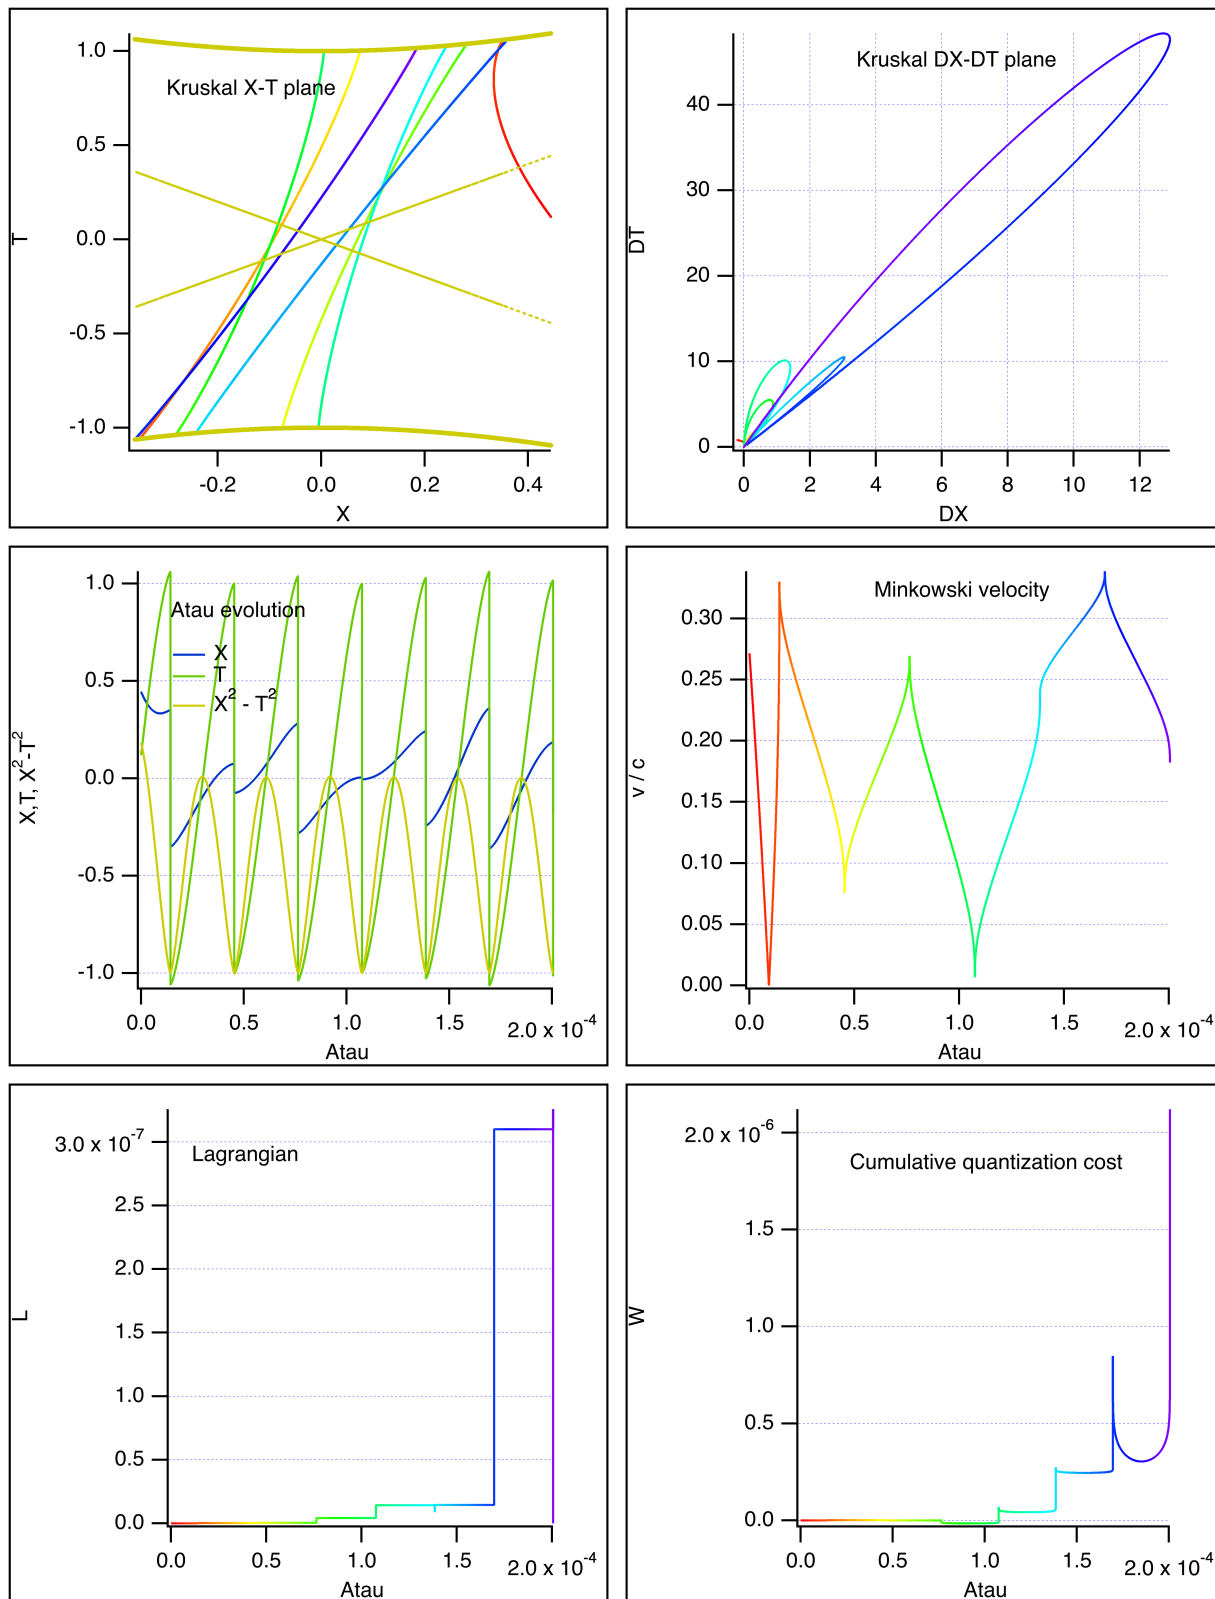 Kruskal X-T plane
1.0
0.5
0.0
-0.5
-1.0
T
-0.2
0.0
0.2
0.4
X
Kruskal DX-DT plane
40
30
20
10
0
DT
0
2
4
6
8
10
12
DX
Atau evolution
X
T
X² - T²
1.0
0.5
0.0
-0.5
-1.0
X,T, X²-T²
0.0
0.5
1.0
1.5
2.0 x 10⁻⁴
Atau
Minkowski velocity
0.30
0.25
0.20
0.15
0.10
0.05
0.00
v / c
0.0
0.5
1.0
1.5
2.0 x 10⁻⁴
Atau
Lagrangian
3.0 x 10⁻⁷
2.5
2.0
1.5
1.0
0.5
0.0
L
0.0
0.5
1.0
1.5
2.0 x 10⁻⁴
Atau
Cumulative quantization cost
2.0 x 10⁻⁶
1.5
1.0
0.5
0.0
W
0.0
0.5
1.0
1.5
2.0 x 10⁻⁴
Atau